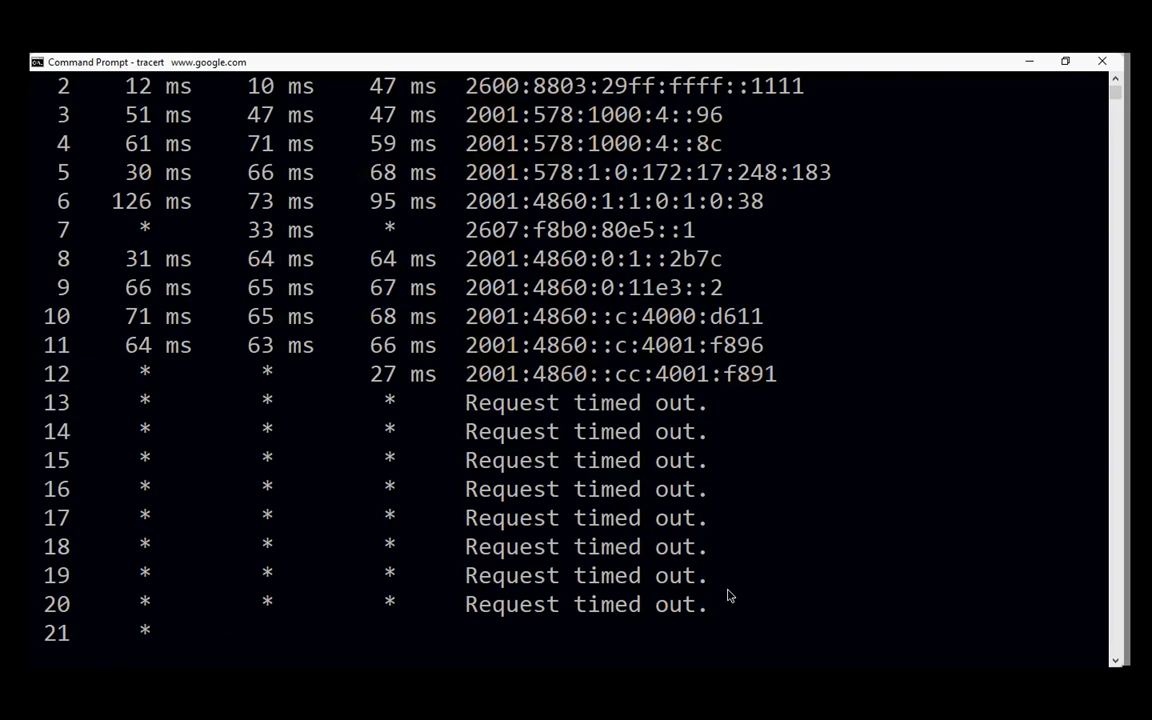 Command Prompt - tracert  www.google.com
2 12 ms 10 ms 47 ms 2600:8803:29ff:ffff::1111
3 51 ms 47 ms 47 ms 2001:578:1000:4::96
4 61 ms 71 ms 59 ms 2001:578:1000:4::8c
5 30 ms 66 ms 68 ms 2001:578:1:0:172:17:248:183
6 126 ms 73 ms 95 ms 2001:4860:1:1:0:1:0:38
7 * 33 ms * 2607:f8b0:80e5::1
8 31 ms 64 ms 64 ms 2001:4860:0:1::2b7c
9 66 ms 65 ms 67 ms 2001:4860:0:11e3::2
10 71 ms 65 ms 68 ms 2001:4860::c:4000:d611
11 64 ms 63 ms 66 ms 2001:4860::c:4001:f896
12 * * 27 ms 2001:4860::cc:4001:f891
13 * * * Request timed out.
14 * * * Request timed out.
15 * * * Request timed out.
16 * * * Request timed out.
17 * * * Request timed out.
18 * * * Request timed out.
19 * * * Request timed out.
20 * * * Request timed out.
21 *